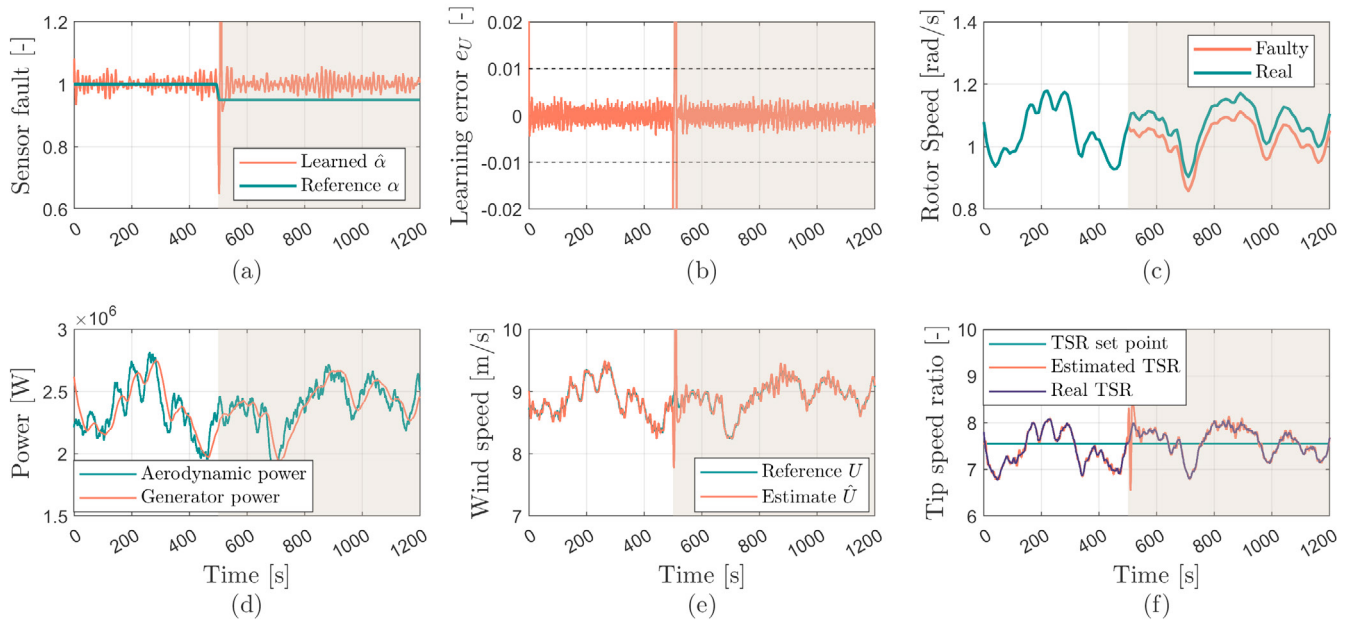 Sensor fault [-]
1.2
1
0.8
0.6
Learned α̂
Reference α
0
200
400
600
800
1000
1200
(a)
Learning error e_U [-]
0.02
0.01
0
-0.01
-0.02
0
200
400
600
800
1000
1200
(b)
Rotor Speed [rad/s]
1.4
1.2
1
0.8
Faulty
Real
0
200
400
600
800
1000
1200
(c)
Power [W]
× 10⁶
3
2.5
2
1.5
Aerodynamic power
Generator power
0
200
400
600
800
1000
1200
Time [s]
(d)
Wind speed [m/s]
10
9
8
7
Reference U
Estimate Û
0
200
400
600
800
1000
1200
Time [s]
(e)
Tip speed ratio [-]
10
9
8
7
6
TSR set point
Estimated TSR
Real TSR
0
200
400
600
800
1000
1200
Time [s]
(f)